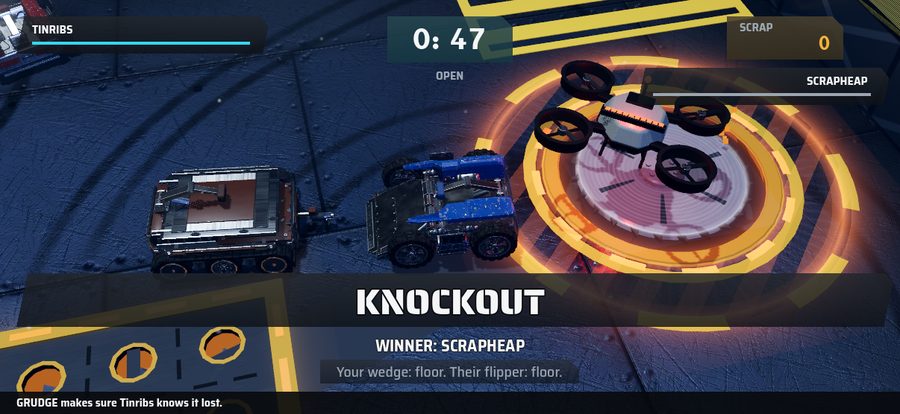 TINRIBS
0: 47
OPEN
SCRAP
0
SCRAPHEAP
KNOCKOUT
WINNER: SCRAPHEAP
Your wedge: floor. Their flipper: floor.
GRUDGE makes sure Tinribs knows it lost.